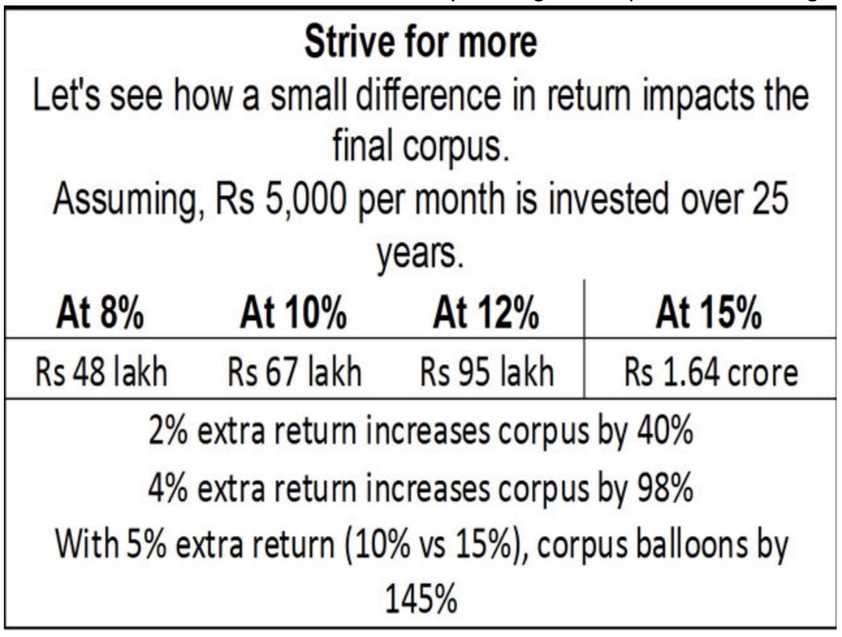 Strive for more
Let's see how a small difference in return impacts the
final corpus.
Assuming, Rs 5,000 per month is invested over 25
years.
At 8% At 10% At 12% At 15%
Rs 48 lakh Rs 67 lakh Rs 95 lakh Rs 1.64 crore
2% extra return increases corpus by 40%
4% extra return increases corpus by 98%
With 5% extra return (10% vs 15%), corpus balloons by
145%